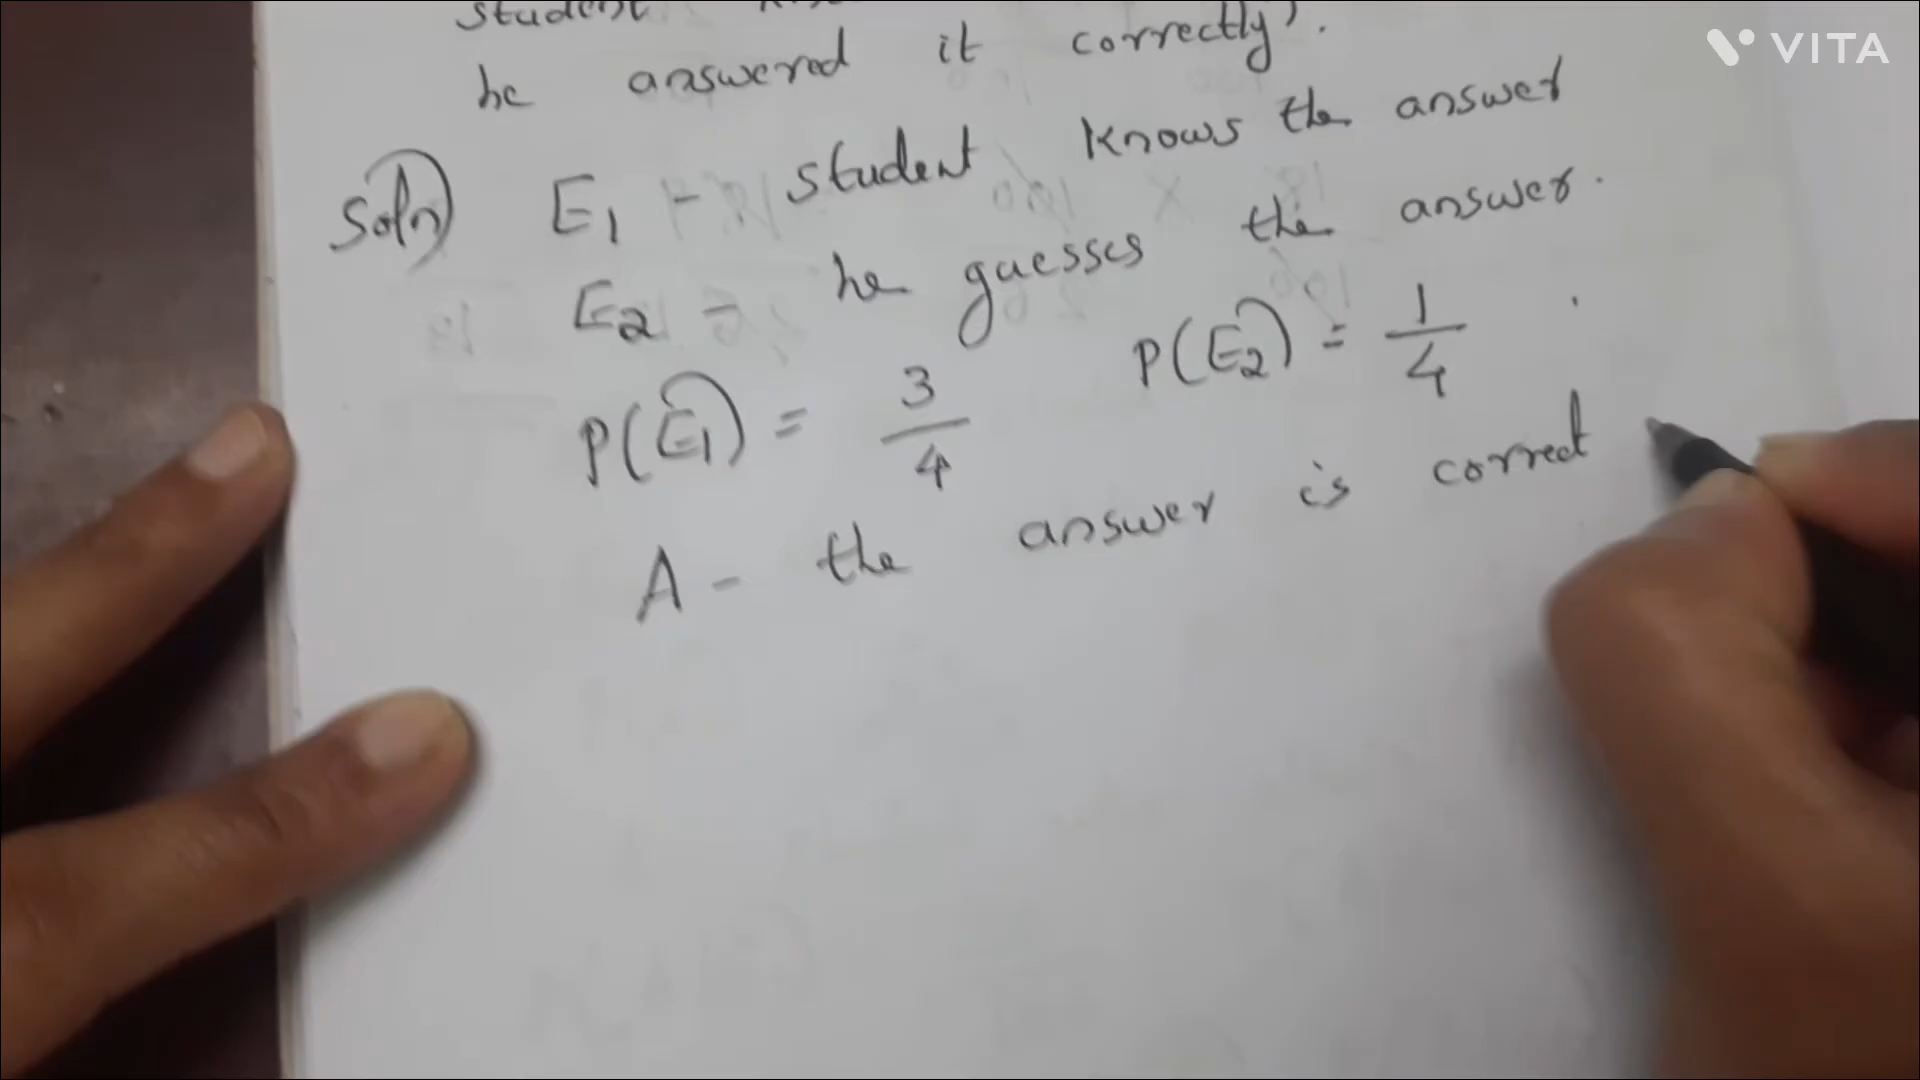 student
he answered it correctly?
VITA
Soln) E1 - student knows the answer
E2 - he guesses the answer.
P(E1) = 3/4 P(E2) = 1/4
A - the answer is correct